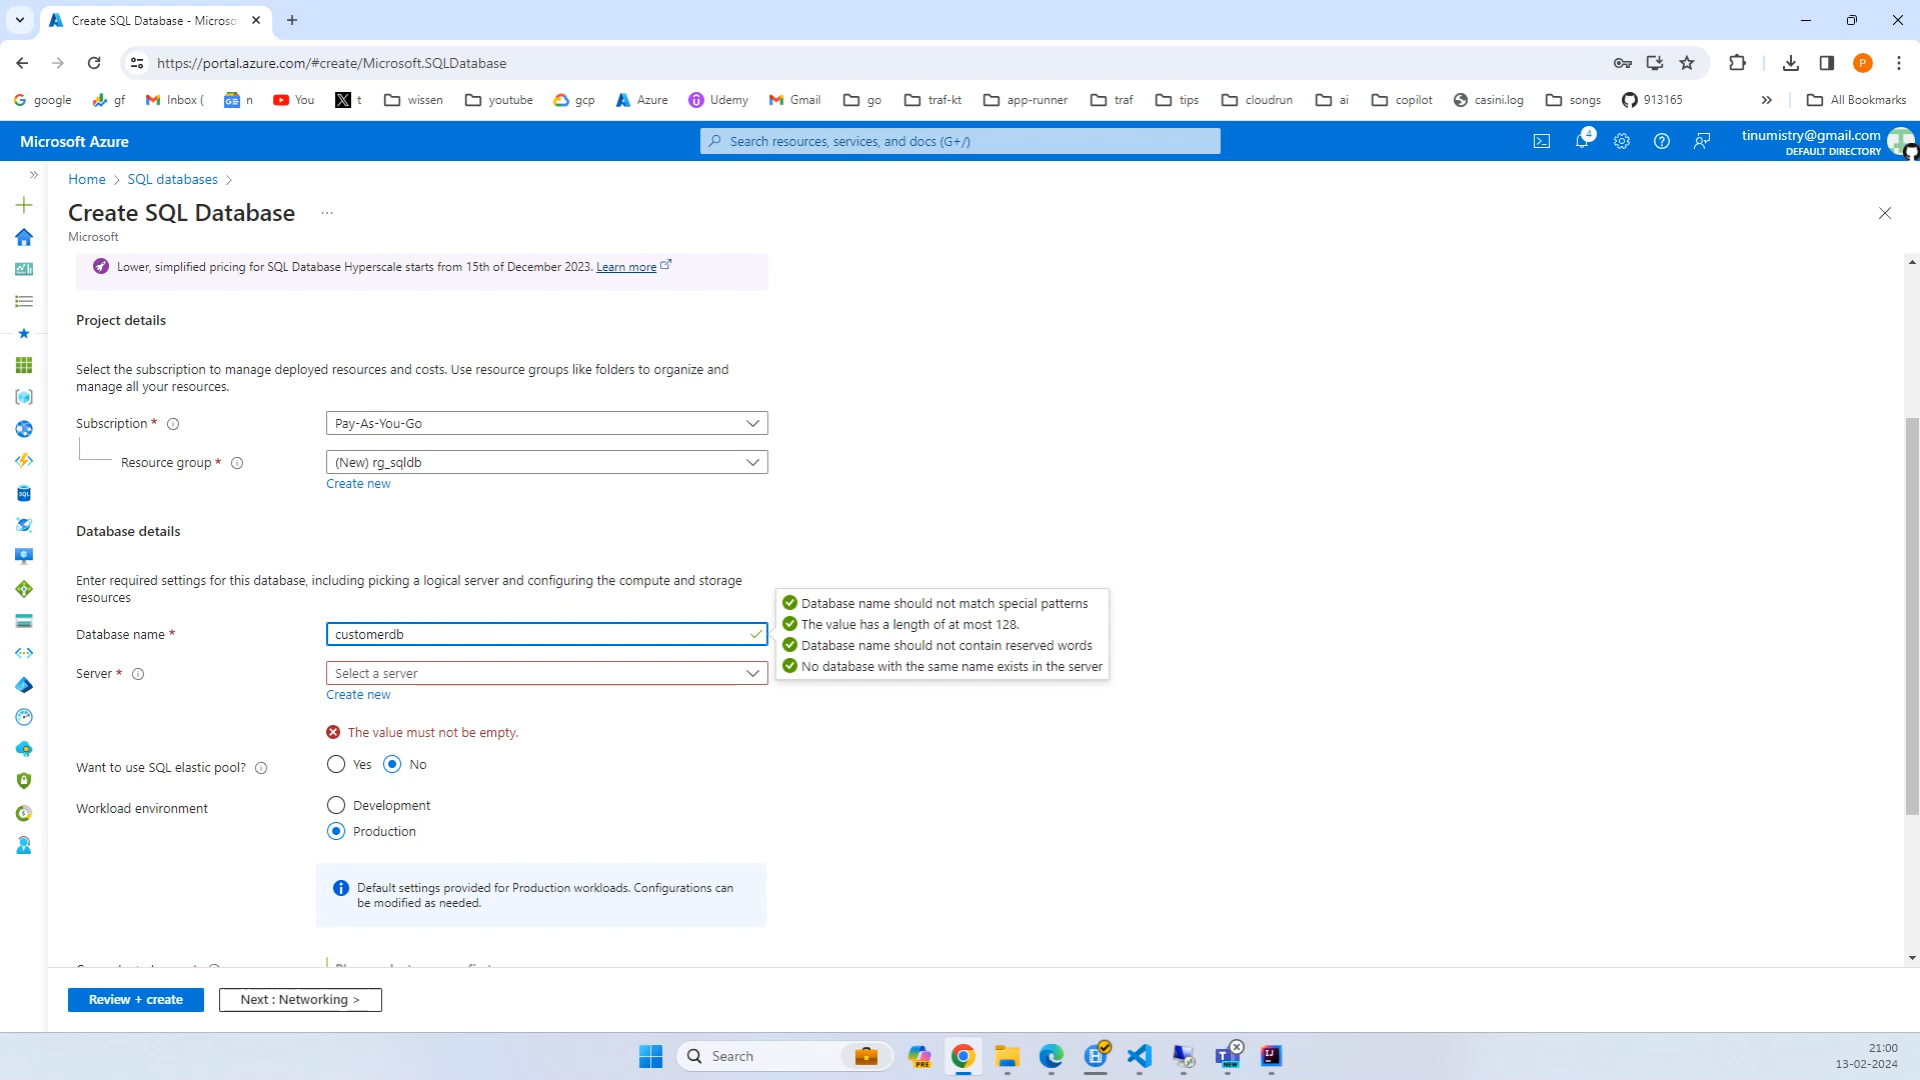 Create SQL Database - Microso
https://portal.azure.com/#create/Microsoft.SQLDatabase
google
gf
Inbox (
n
You
t
wissen
youtube
gcp
Azure
Udemy
Gmail
go
traf-kt
app-runner
traf
tips
cloudrun
ai
copilot
casini.log
songs
913165
All Bookmarks
Microsoft Azure
Search resources, services, and docs (G+/)
4
tinumistry@gmail.com
DEFAULT DIRECTORY
Home > SQL databases >
Create SQL Database ...
Microsoft
Lower, simplified pricing for SQL Database Hyperscale starts from 15th of December 2023. Learn more
Project details
Select the subscription to manage deployed resources and costs. Use resource groups like folders to organize and
manage all your resources.
Subscription *
Pay-As-You-Go
Resource group *
(New) rg_sqldb
Create new
Database details
Enter required settings for this database, including picking a logical server and configuring the compute and storage
resources
Database name *
customerdb
Database name should not match special patterns
The value has a length of at most 128.
Database name should not contain reserved words
No database with the same name exists in the server
Server *
Select a server
Create new
The value must not be empty.
Want to use SQL elastic pool?
Yes
No
Workload environment
Development
Production
Default settings provided for Production workloads. Configurations can
be modified as needed.
Review + create
Next : Networking >
Search
PRE
NEW
21:00
13-02-2024